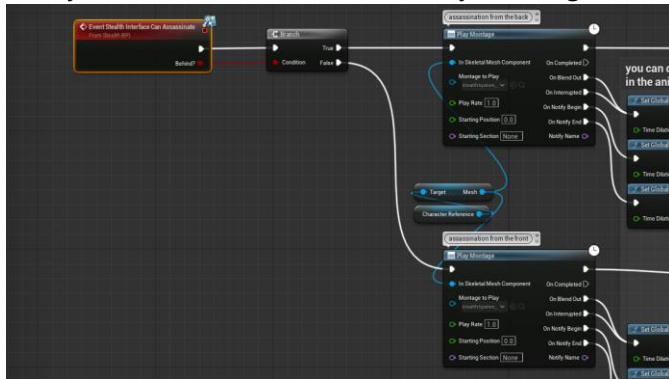 Event Stealth Interface Can Assassinate
From Stealth BP
Behind?
Branch
Condition
True
False
assassination from the back
Play Montage
In Skeletal Mesh Component
Montage to Play
Play Rate 1.0
Starting Position 0.0
Starting Section None
On Completed
On Blend Out
On Interrupted
On Notify Begin
On Notify End
Notify Name
you can
in the ani
Set Global
Time Dilat
Set Global
Time Dilat
Set Global
Time Dilat
Target Mesh
Character Reference
assassination from the front
Play Montage
In Skeletal Mesh Component
Montage to Play
Play Rate 1.0
Starting Position 0.0
Starting Section None
On Completed
On Blend Out
On Interrupted
On Notify Begin
On Notify End
Notify Name
Set Global
Time Dilat
Set Global